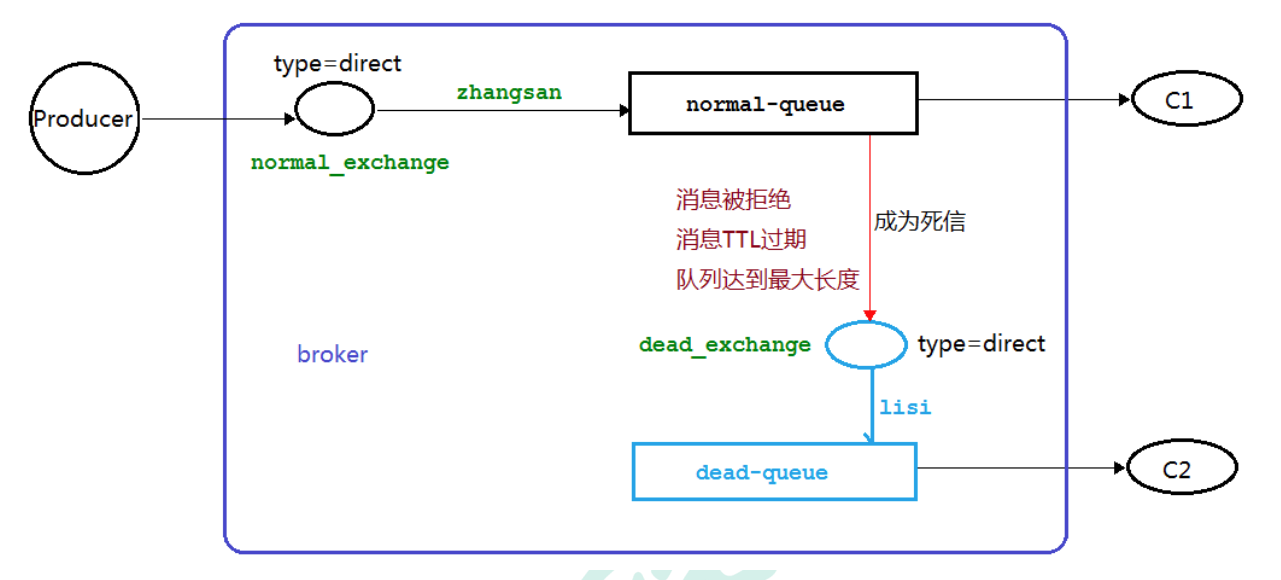 type=direct
zhangsan
normal-queue
C1
Producer
normal_exchange
消息被拒绝
消息TTL过期
队列达到最大长度
成为死信
broker
dead_exchange
type=direct
lisi
dead-queue
C2